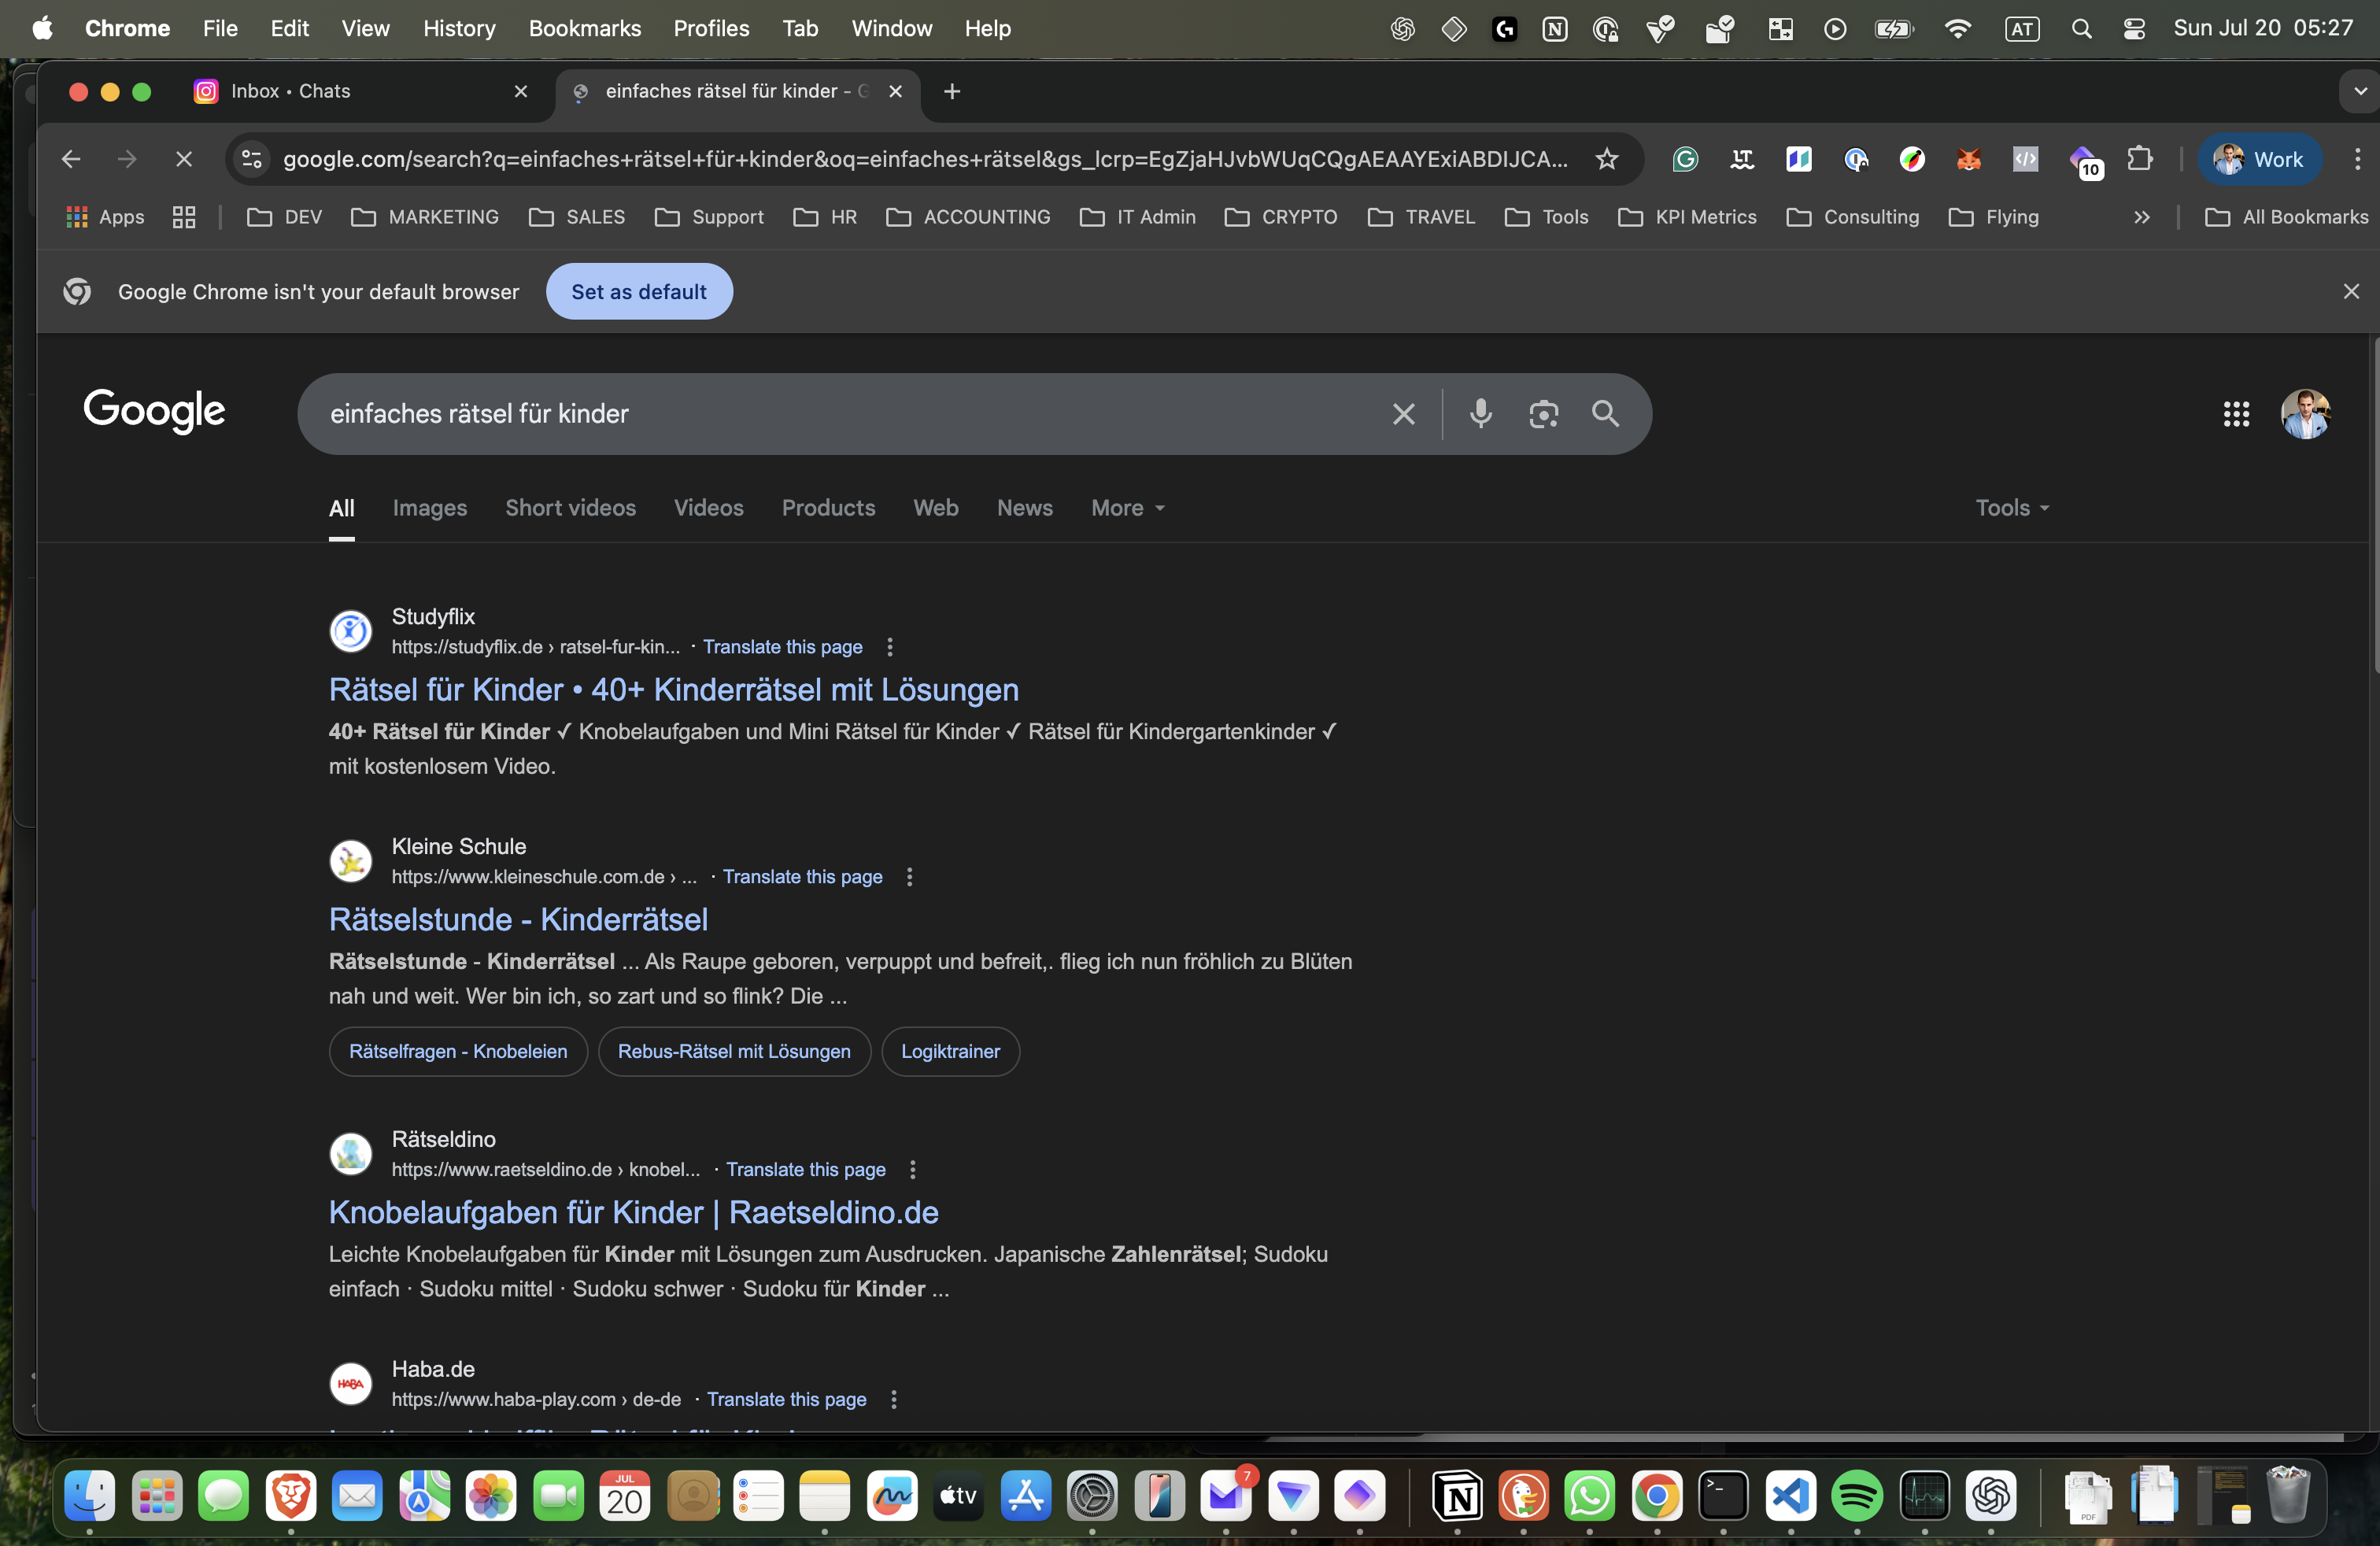 Chrome File Edit View History Bookmarks Profiles Tab Window Help AT Sun Jul 20 05:27
Inbox • Chats
einfaches rätsel für kinder - G
google.com/search?q=einfaches+rätsel+für+kinder&oq=einfaches+rätsel&gs_lcrp=EgZjaHJvbWUqCQgAEAAYExiABDIJCA...
10
Work
Apps DEV MARKETING SALES Support HR ACCOUNTING IT Admin CRYPTO TRAVEL Tools KPI Metrics Consulting Flying » All Bookmarks
Google Chrome isn't your default browser Set as default
Google
einfaches rätsel für kinder
All Images Short videos Videos Products Web News More Tools
Studyflix
https://studyflix.de › ratsel-fur-kin... · Translate this page
Rätsel für Kinder • 40+ Kinderrätsel mit Lösungen
40+ Rätsel für Kinder ✓ Knobelaufgaben und Mini Rätsel für Kinder ✓ Rätsel für Kindergartenkinder ✓
mit kostenlosem Video.
Kleine Schule
https://www.kleineschule.com.de › ... · Translate this page
Rätselstunde - Kinderrätsel
Rätselstunde - Kinderrätsel ... Als Raupe geboren, verpuppt und befreit,. flieg ich nun fröhlich zu Blüten
nah und weit. Wer bin ich, so zart und so flink? Die ...
Rätselfragen - Knobeleien Rebus-Rätsel mit Lösungen Logiktrainer
Rätseldino
https://www.raetseldino.de › knobel... · Translate this page
Knobelaufgaben für Kinder | Raetseldino.de
Leichte Knobelaufgaben für Kinder mit Lösungen zum Ausdrucken. Japanische Zahlenrätsel; Sudoku
einfach · Sudoku mittel · Sudoku schwer · Sudoku für Kinder ...
HABA
Haba.de
https://www.haba-play.com › de-de · Translate this page
JUL
20
tv
7
PDF